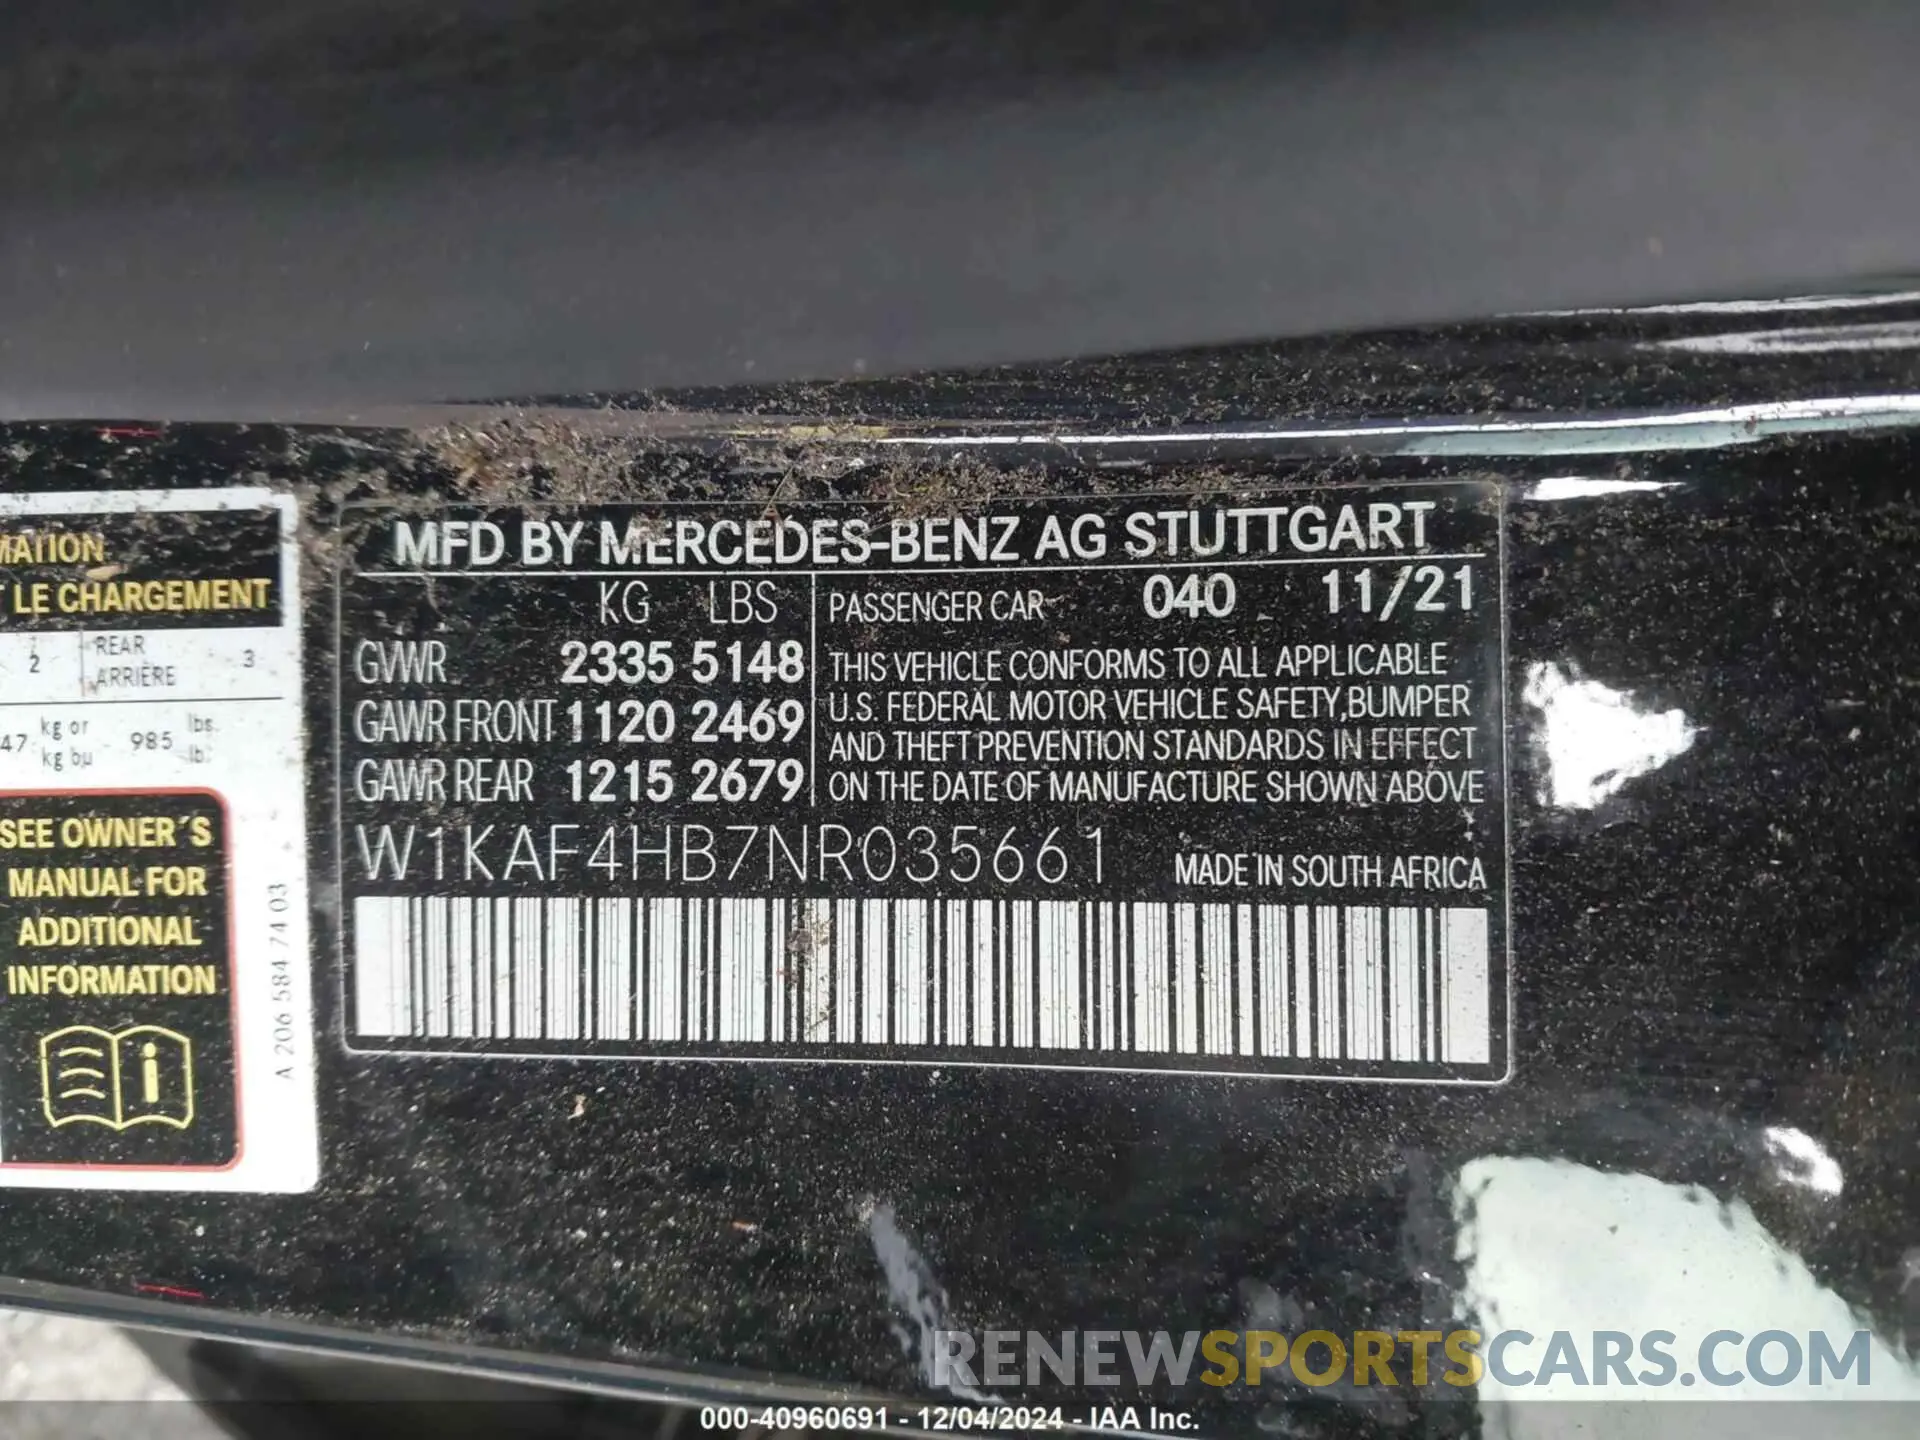 MATION
LE CHARGEMENT
2 REAR ARRIÈRE 3
47 kg or kg bu 985 lbs. lb.
SEE OWNER´S
MANUAL FOR
ADDITIONAL
INFORMATION
A 206 584 74 03
MFD BY MERCEDES-BENZ AG STUTTGART
KG LBS
GVWR 2335 5148
GAWR FRONT 1120 2469
GAWR REAR 1215 2679
PASSENGER CAR 040 11/21
THIS VEHICLE CONFORMS TO ALL APPLICABLE
U.S. FEDERAL MOTOR VEHICLE SAFETY, BUMPER
AND THEFT PREVENTION STANDARDS IN EFFECT
ON THE DATE OF MANUFACTURE SHOWN ABOVE
W1KAF4HB7NR035661
MADE IN SOUTH AFRICA
RENEWSPORTSCARS.COM
000-40960691 - 12/04/2024 - IAA Inc.